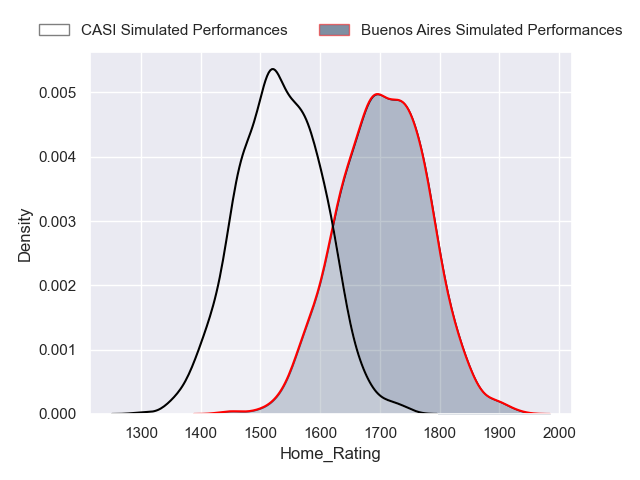 CASI Simulated Performances Buenos Aires Simulated Performances
0.005
0.004
0.003
0.002
0.001
0.000
Density
1300 1400 1500 1600 1700 1800 1900 2000
Home_Rating